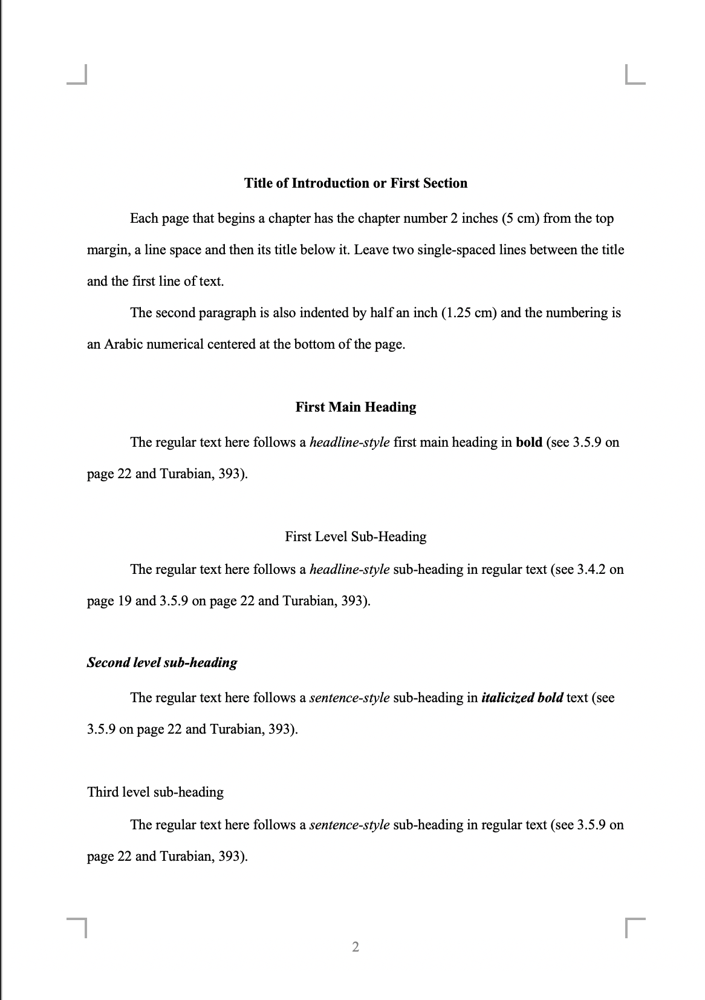 Title of Introduction or First Section
Each page that begins a chapter has the chapter number 2 inches (5 cm) from the top
margin, a line space and then its title below it. Leave two single-spaced lines between the title
and the first line of text.
The second paragraph is also indented by half an inch (1.25 cm) and the numbering is
an Arabic numerical centered at the bottom of the page.
First Main Heading
The regular text here follows a headline-style first main heading in bold (see 3.5.9 on
page 22 and Turabian, 393).
First Level Sub-Heading
The regular text here follows a headline-style sub-heading in regular text (see 3.4.2 on
page 19 and 3.5.9 on page 22 and Turabian, 393).
Second level sub-heading
The regular text here follows a sentence-style sub-heading in italicized bold text (see
3.5.9 on page 22 and Turabian, 393).
Third level sub-heading
The regular text here follows a sentence-style sub-heading in regular text (see 3.5.9 on
page 22 and Turabian, 393).
2